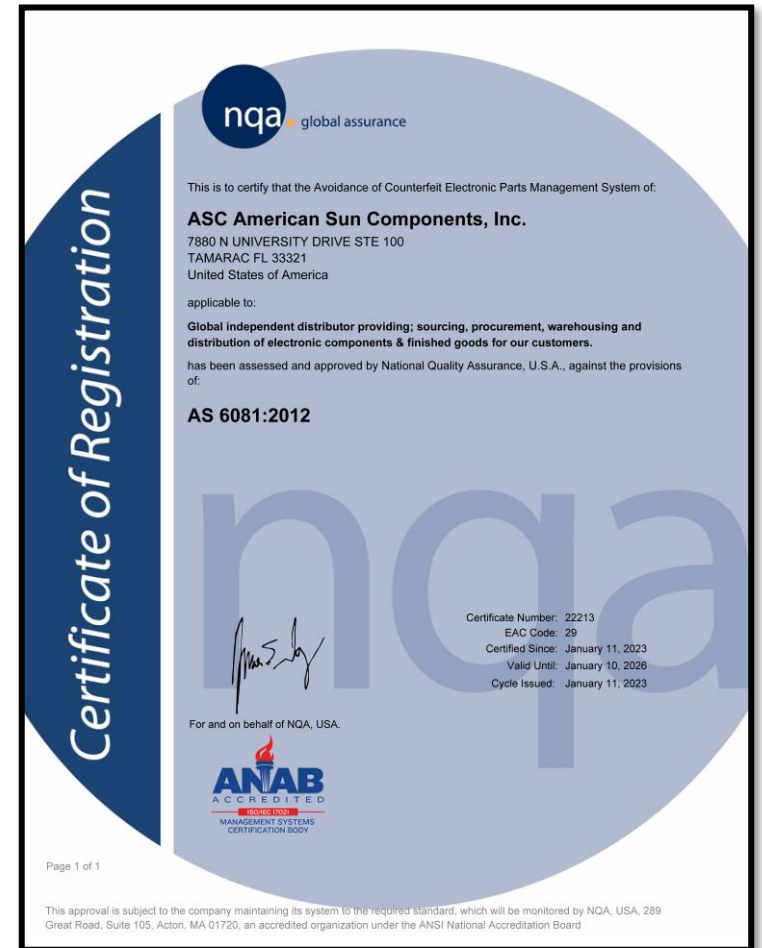 Certificate of Registration
nqa. global assurance
This is to certify that the Avoidance of Counterfeit Electronic Parts Management System of:
ASC American Sun Components, Inc.
7880 N UNIVERSITY DRIVE STE 100
TAMARAC FL 33321
United States of America
applicable to:
Global independent distributor providing; sourcing, procurement, warehousing and
distribution of electronic components & finished goods for our customers.
has been assessed and approved by National Quality Assurance, U.S.A., against the provisions
of:
AS 6081:2012
nqa
Certificate Number: 22213
EAC Code: 29
Certified Since: January 11, 2023
Valid Until: January 10, 2026
Cycle Issued: January 11, 2023
For and on behalf of NQA, USA.
ANAB
ACCREDITED
ISO/IEC 17021
MANAGEMENT SYSTEMS
CERTIFICATION BODY
Page 1 of 1
This approval is subject to the company maintaining its system to the required standard, which will be monitored by NQA, USA, 289
Great Road, Suite 105, Acton, MA 01720, an accredited organization under the ANSI National Accreditation Board